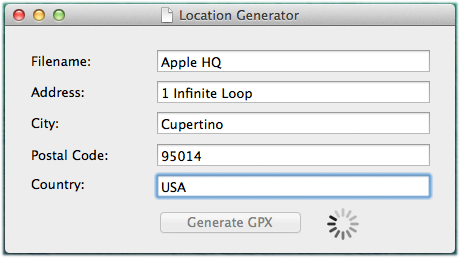 Location Generator
Filename: Apple HQ
Address: 1 Infinite Loop
City: Cupertino
Postal Code: 95014
Country: USA
Generate GPX